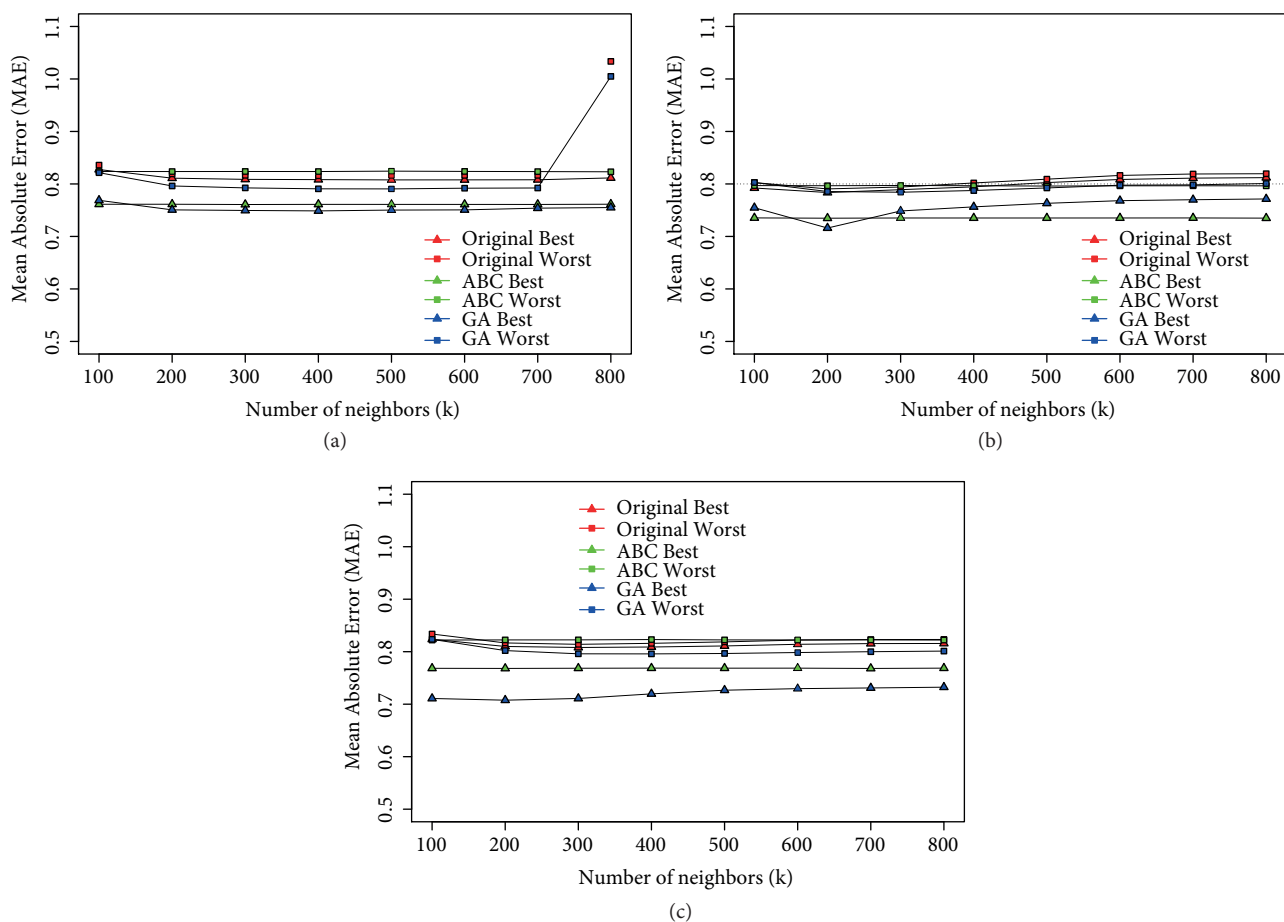 Mean Absolute Error (MAE)
1.1
1.0
0.9
0.8
0.7
0.6
0.5
Original Best
Original Worst
ABC Best
ABC Worst
GA Best
GA Worst
100 200 300 400 500 600 700 800
Number of neighbors (k)
(a)
Mean Absolute Error (MAE)
1.1
1.0
0.9
0.8
0.7
0.6
0.5
Original Best
Original Worst
ABC Best
ABC Worst
GA Best
GA Worst
100 200 300 400 500 600 700 800
Number of neighbors (k)
(b)
Mean Absolute Error (MAE)
1.1
1.0
0.9
0.8
0.7
0.6
0.5
Original Best
Original Worst
ABC Best
ABC Worst
GA Best
GA Worst
100 200 300 400 500 600 700 800
Number of neighbors (k)
(c)